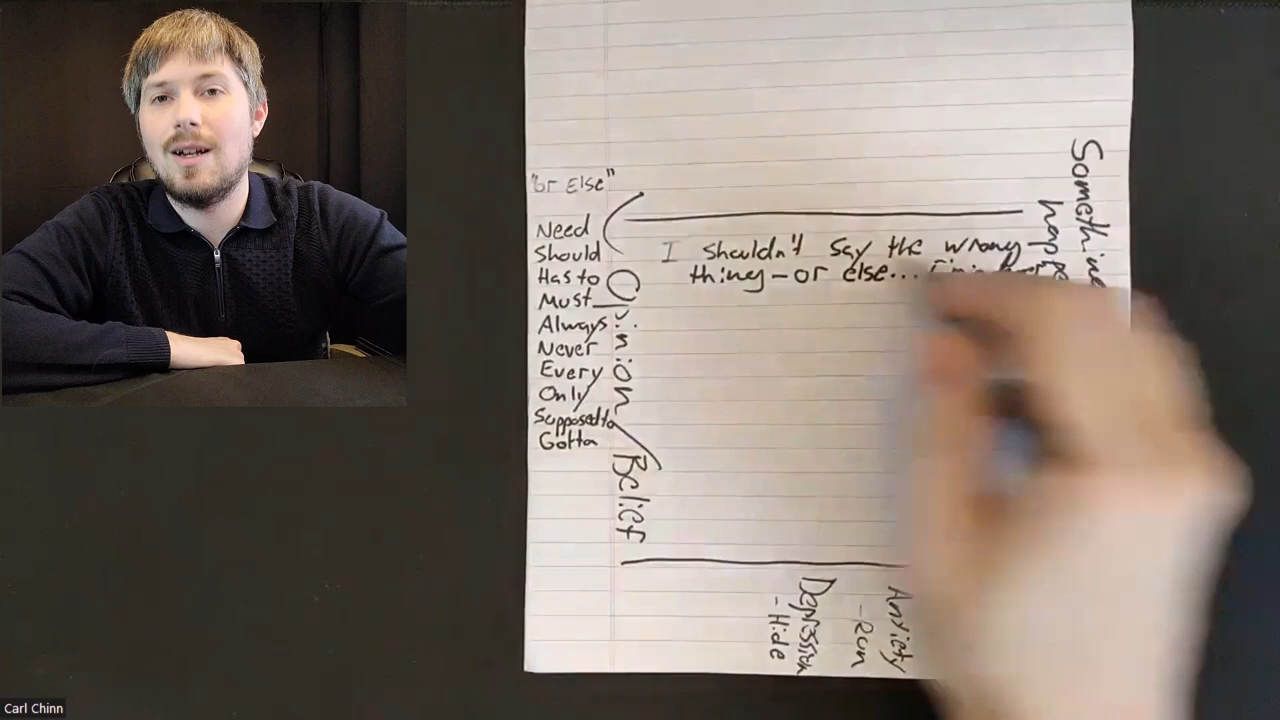 "Or Else"
Need
Should
Has to
Must
Always
Never
Every
Only
Supposed to
Gotta
Opinion
Belief
I shouldn't say the wrong
thing – or else...
Something
Anxiety
- Run
Depression
- Hide
Carl Chinn